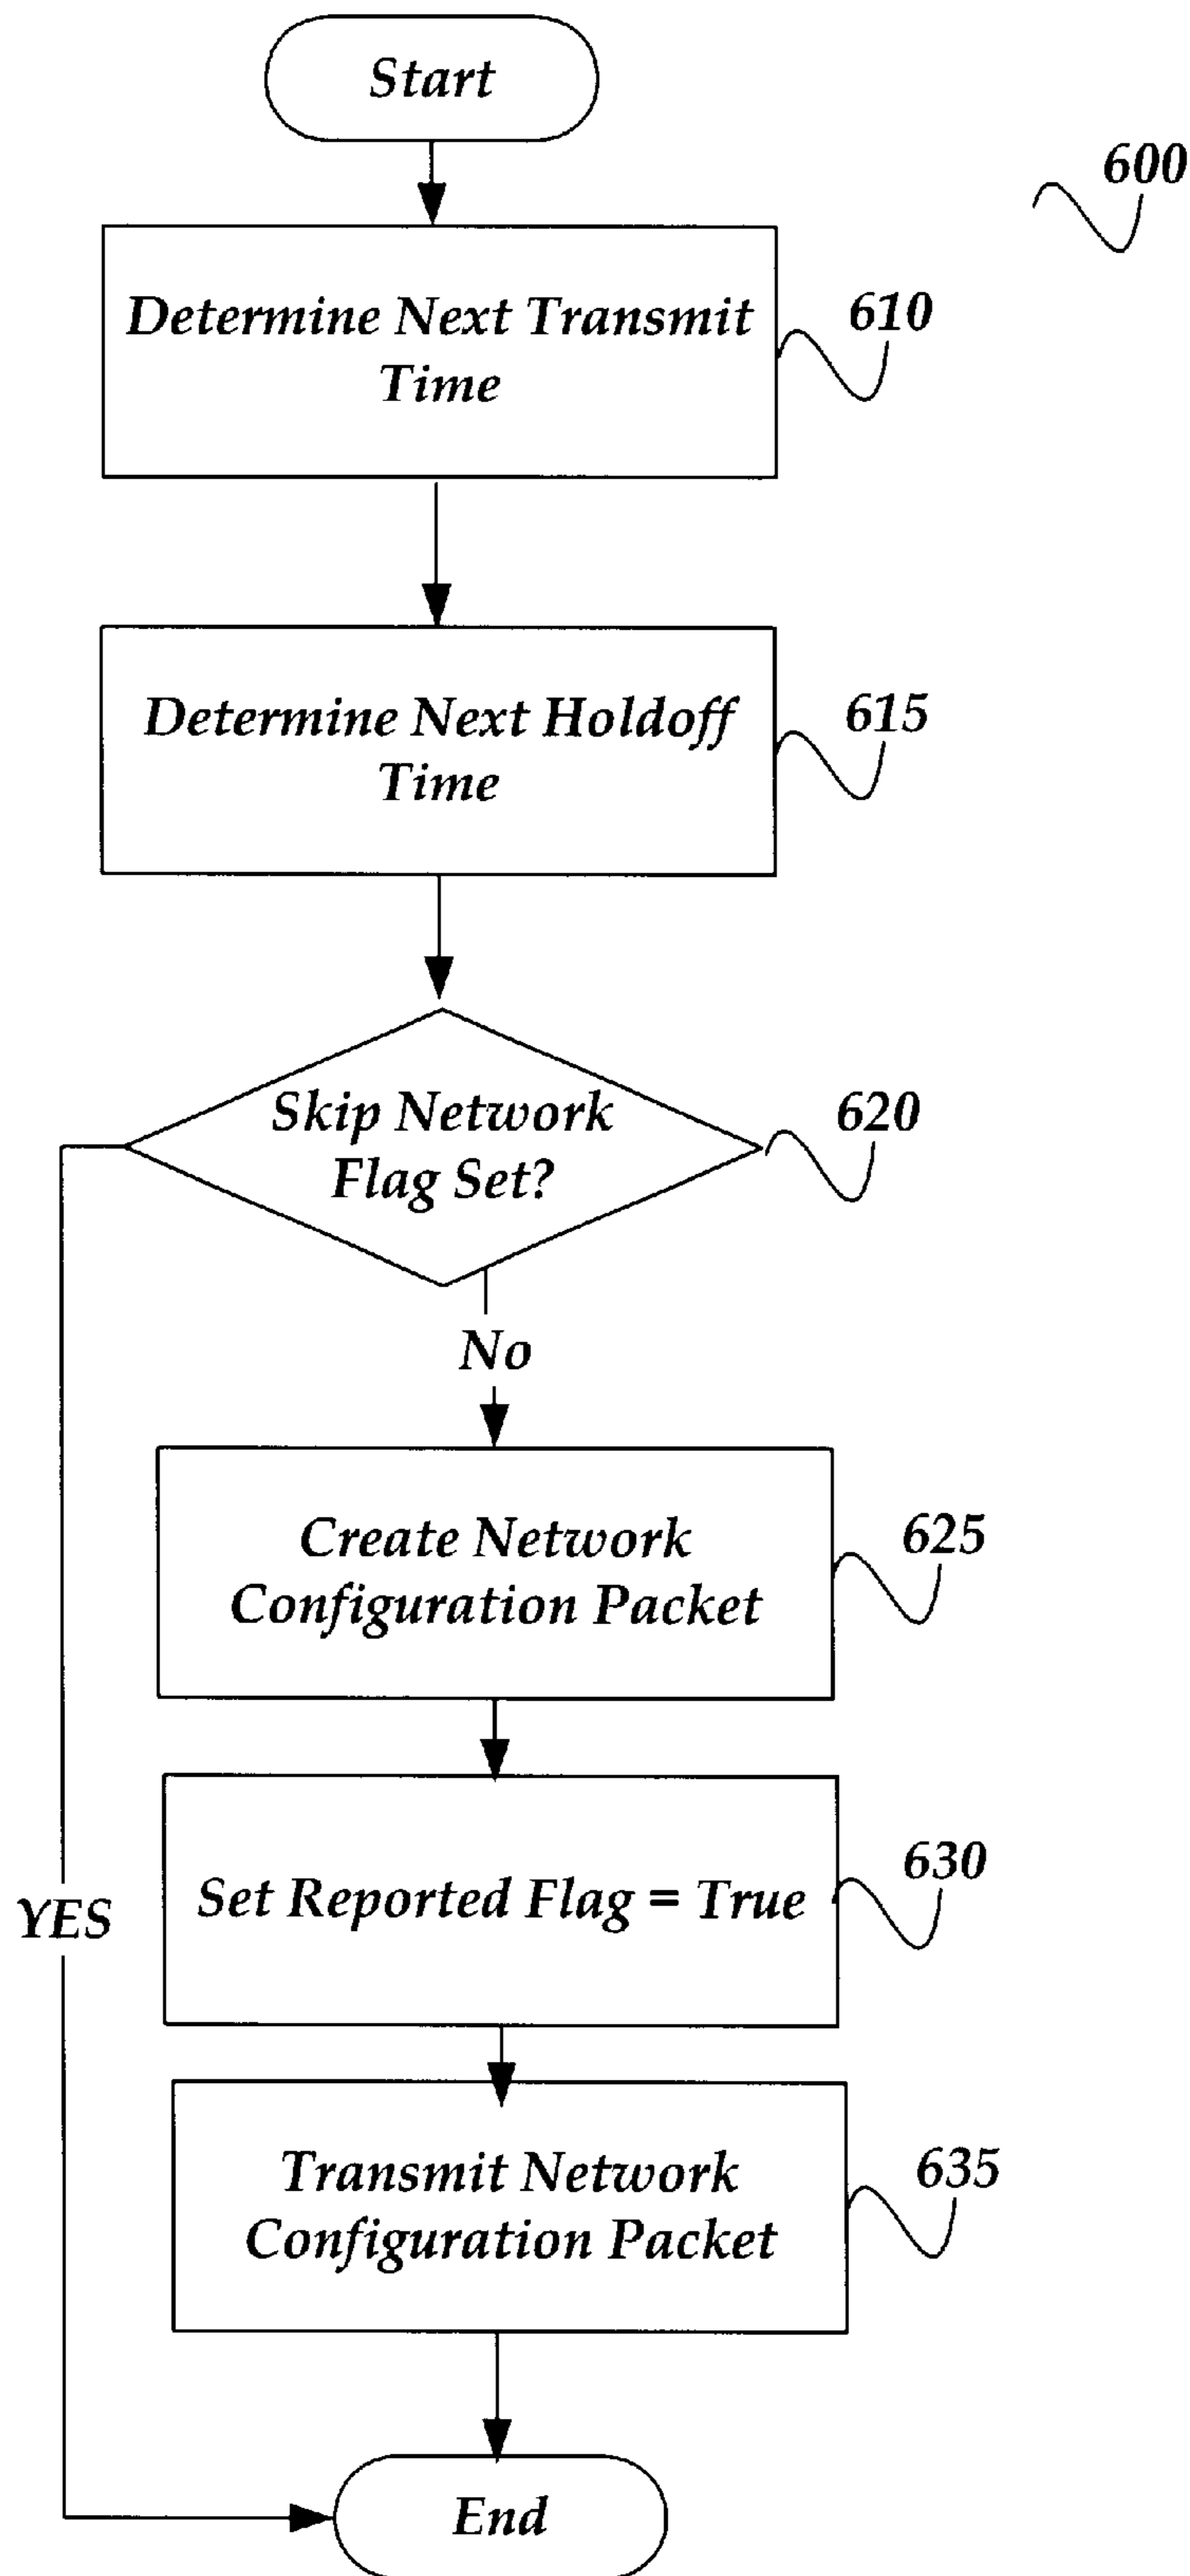 Start
600
Determine Next Transmit
Time
610
Determine Next Holdoff
Time
615
Skip Network
Flag Set?
620
No
Create Network
Configuration Packet
625
Set Reported Flag = True
630
YES
Transmit Network
Configuration Packet
635
End